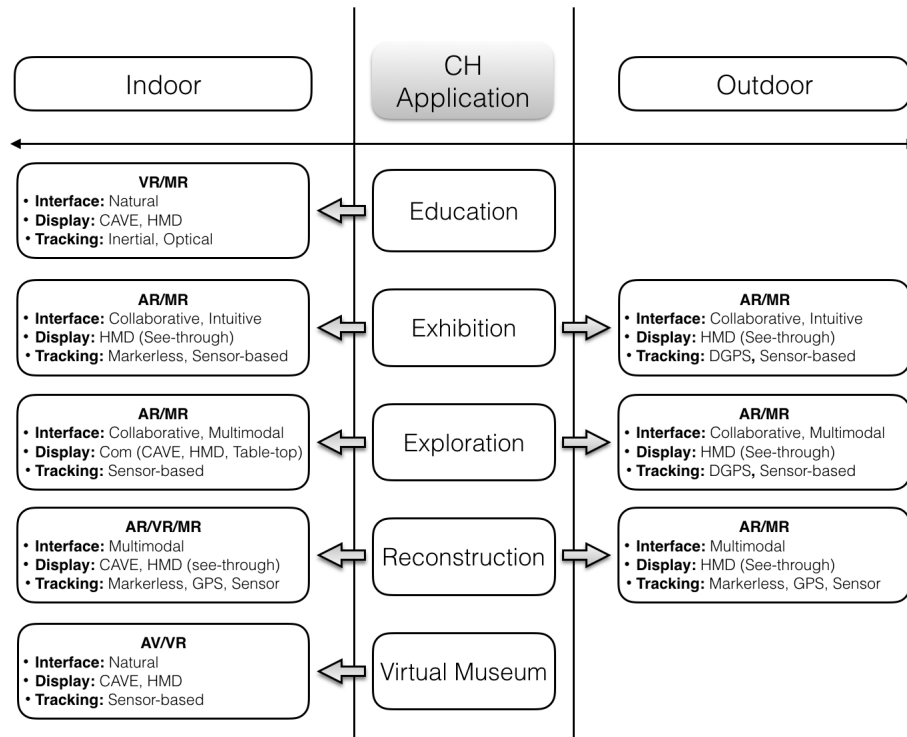 Indoor
CH
Application
Outdoor
VR/MR
• Interface: Natural
• Display: CAVE, HMD
• Tracking: Inertial, Optical
Education
AR/MR
• Interface: Collaborative, Intuitive
• Display: HMD (See-through)
• Tracking: Markerless, Sensor-based
Exhibition
AR/MR
• Interface: Collaborative, Intuitive
• Display: HMD (See-through)
• Tracking: DGPS, Sensor-based
AR/MR
• Interface: Collaborative, Multimodal
• Display: Com (CAVE, HMD, Table-top)
• Tracking: Sensor-based
Exploration
AR/MR
• Interface: Collaborative, Multimodal
• Display: HMD (See-through)
• Tracking: DGPS, Sensor-based
AR/VR/MR
• Interface: Multimodal
• Display: CAVE, HMD (see-through)
• Tracking: Markerless, GPS, Sensor
Reconstruction
AR/MR
• Interface: Multimodal
• Display: HMD (See-through)
• Tracking: Markerless, GPS, Sensor
AV/VR
• Interface: Natural
• Display: CAVE, HMD
• Tracking: Sensor-based
Virtual Museum